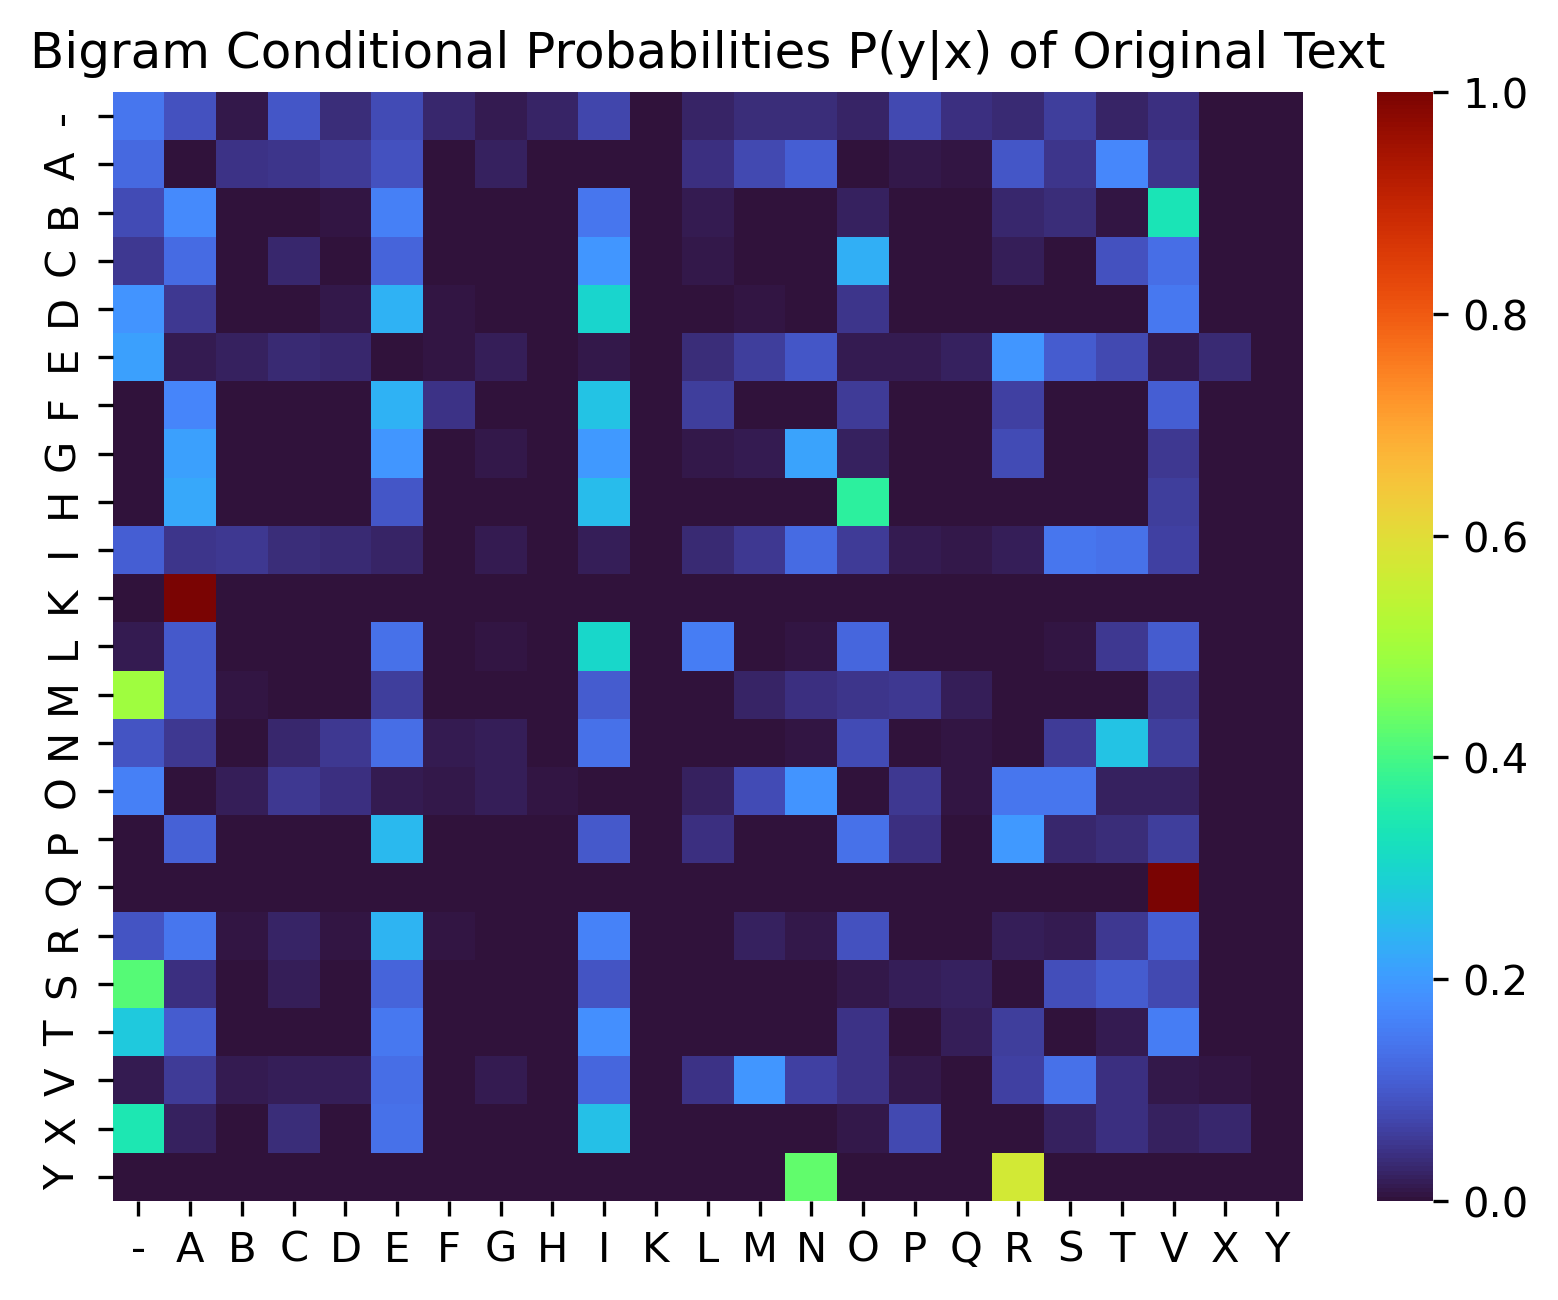 Bigram Conditional Probabilities P(y|x) of Original Text
-
A
B
C
D
E
F
G
H
I
K
L
M
N
O
P
Q
R
S
T
V
X
Y
- A B C D E F G H I K L M N O P Q R S T V X Y
1.0
0.8
0.6
0.4
0.2
0.0